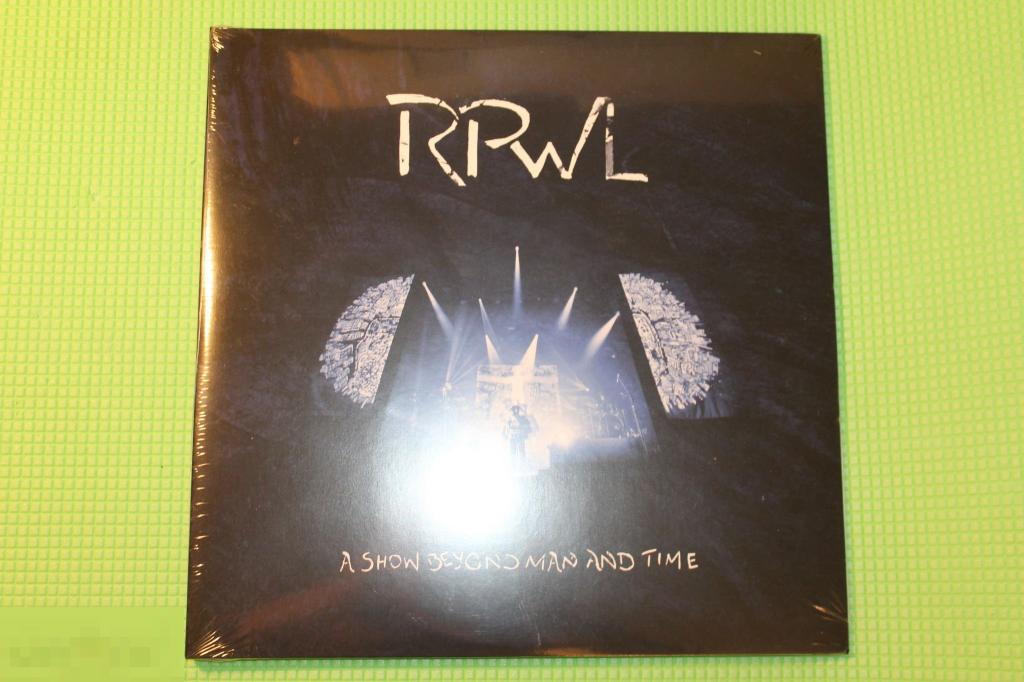 RPWL
A SHOW BEYOND MAN AND TIME